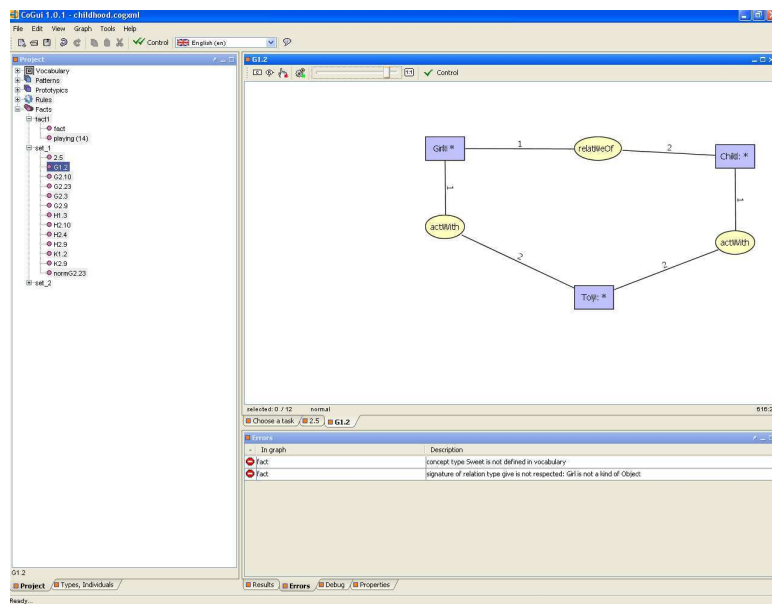 CoGui 1.0.1 - childhood.cogxml
File Edit View Graph Tools Help
Control English (en)
Project
Vocabulary
Patterns
Prototypics
Rules
Facts
fact1
fact
playing (14)
set_1
2.5
G1.2
G2.10
G2.23
G2.3
G2.9
H1.3
H2.10
H2.4
H2.9
K1.2
K2.9
normG2.23
set_2
G1.2
Project Types, Individuals
Ready...
G1.2
1:1 Control
Girl: * 1 relativeOf 2 Child: *
1 1
actWith actWith
2 2
Toy: *
selected: 0 / 12 normal 616:2
Choose a task 2.5 G1.2
Errors
- In graph Description
fact concept type Sweet is not defined in vocabulary
fact signature of relation type give is not respected: Girl is not a kind of Object
Results Errors Debug Properties